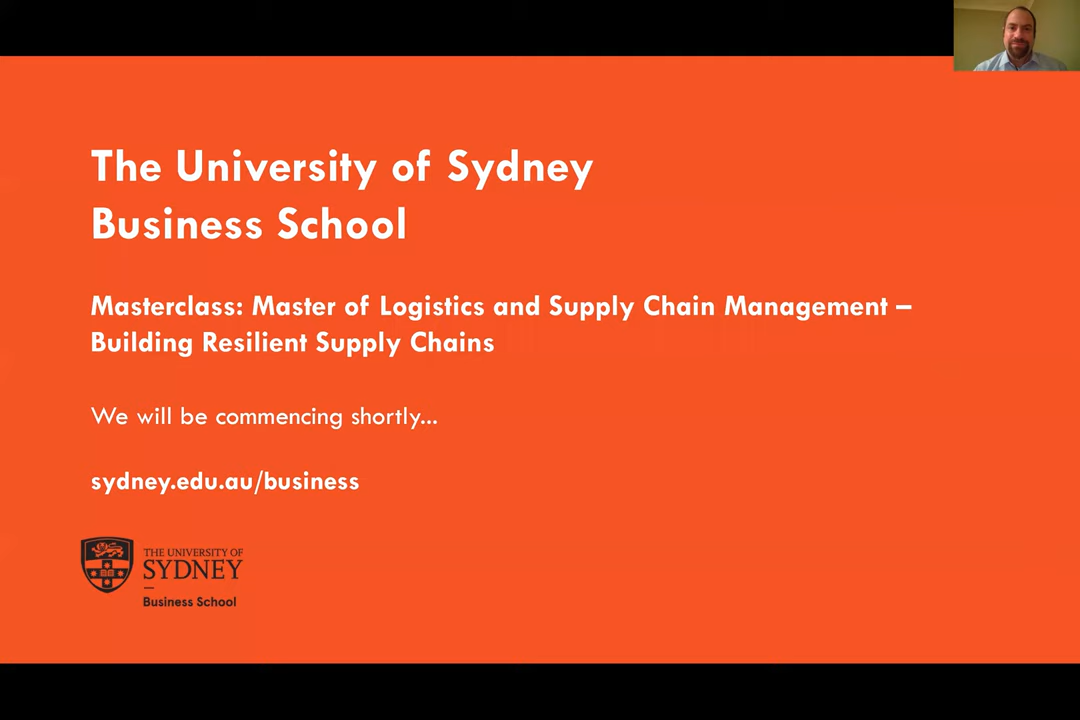 The University of Sydney
Business School
Masterclass: Master of Logistics and Supply Chain Management –
Building Resilient Supply Chains
We will be commencing shortly...
sydney.edu.au/business
THE UNIVERSITY OF
SYDNEY
Business School